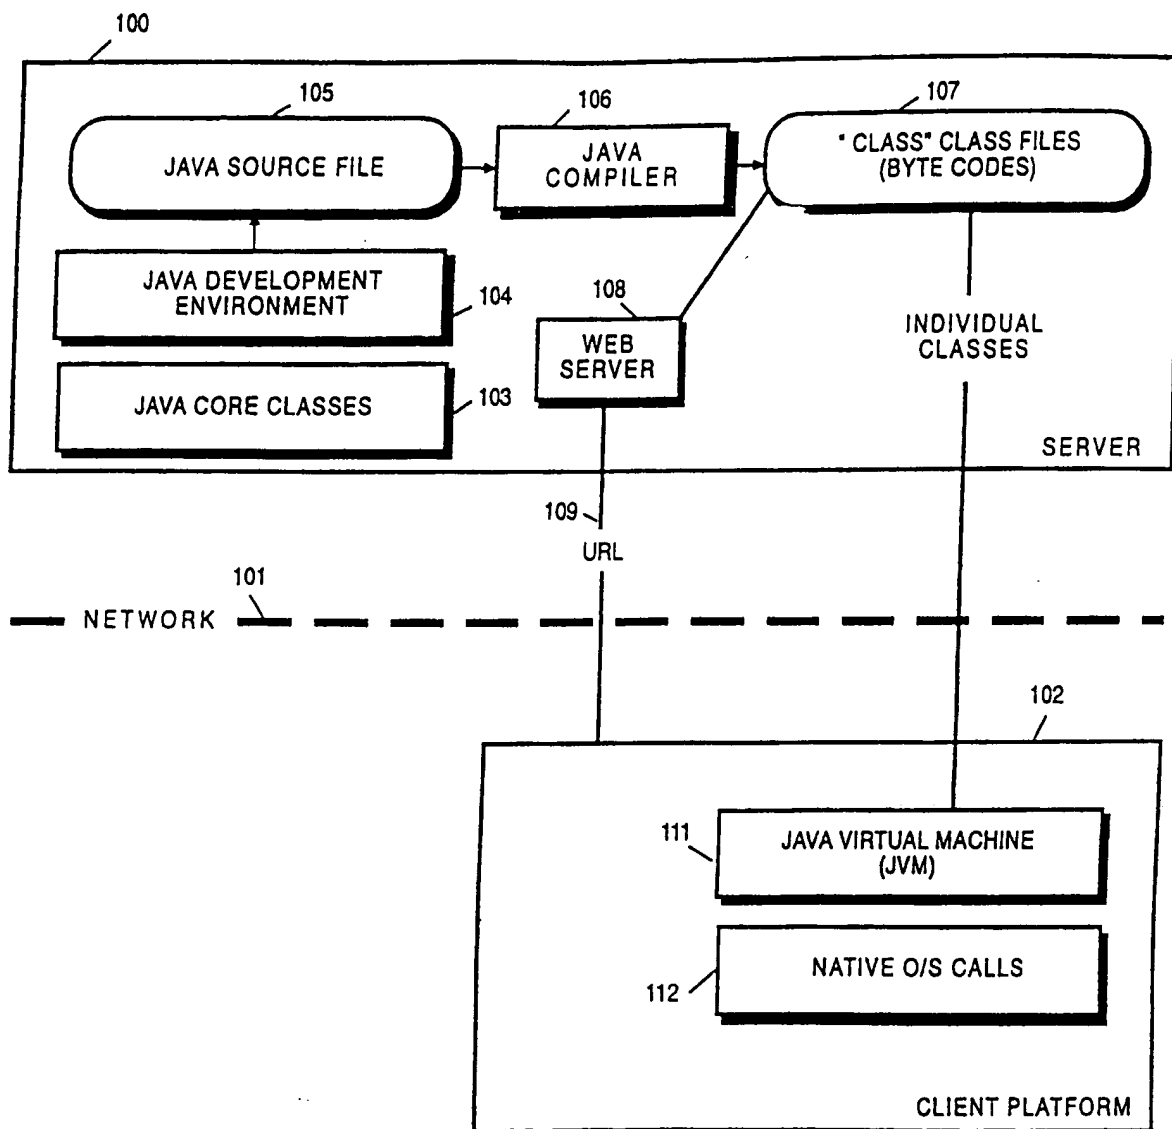 100
105
106
107
JAVA SOURCE FILE
JAVA
COMPILER
" CLASS" CLASS FILES
(BYTE CODES)
JAVA DEVELOPMENT
ENVIRONMENT
104
108
WEB
SERVER
INDIVIDUAL
CLASSES
JAVA CORE CLASSES
103
SERVER
109
URL
101
NETWORK
102
111
JAVA VIRTUAL MACHINE
(JVM)
112
NATIVE O/S CALLS
CLIENT PLATFORM